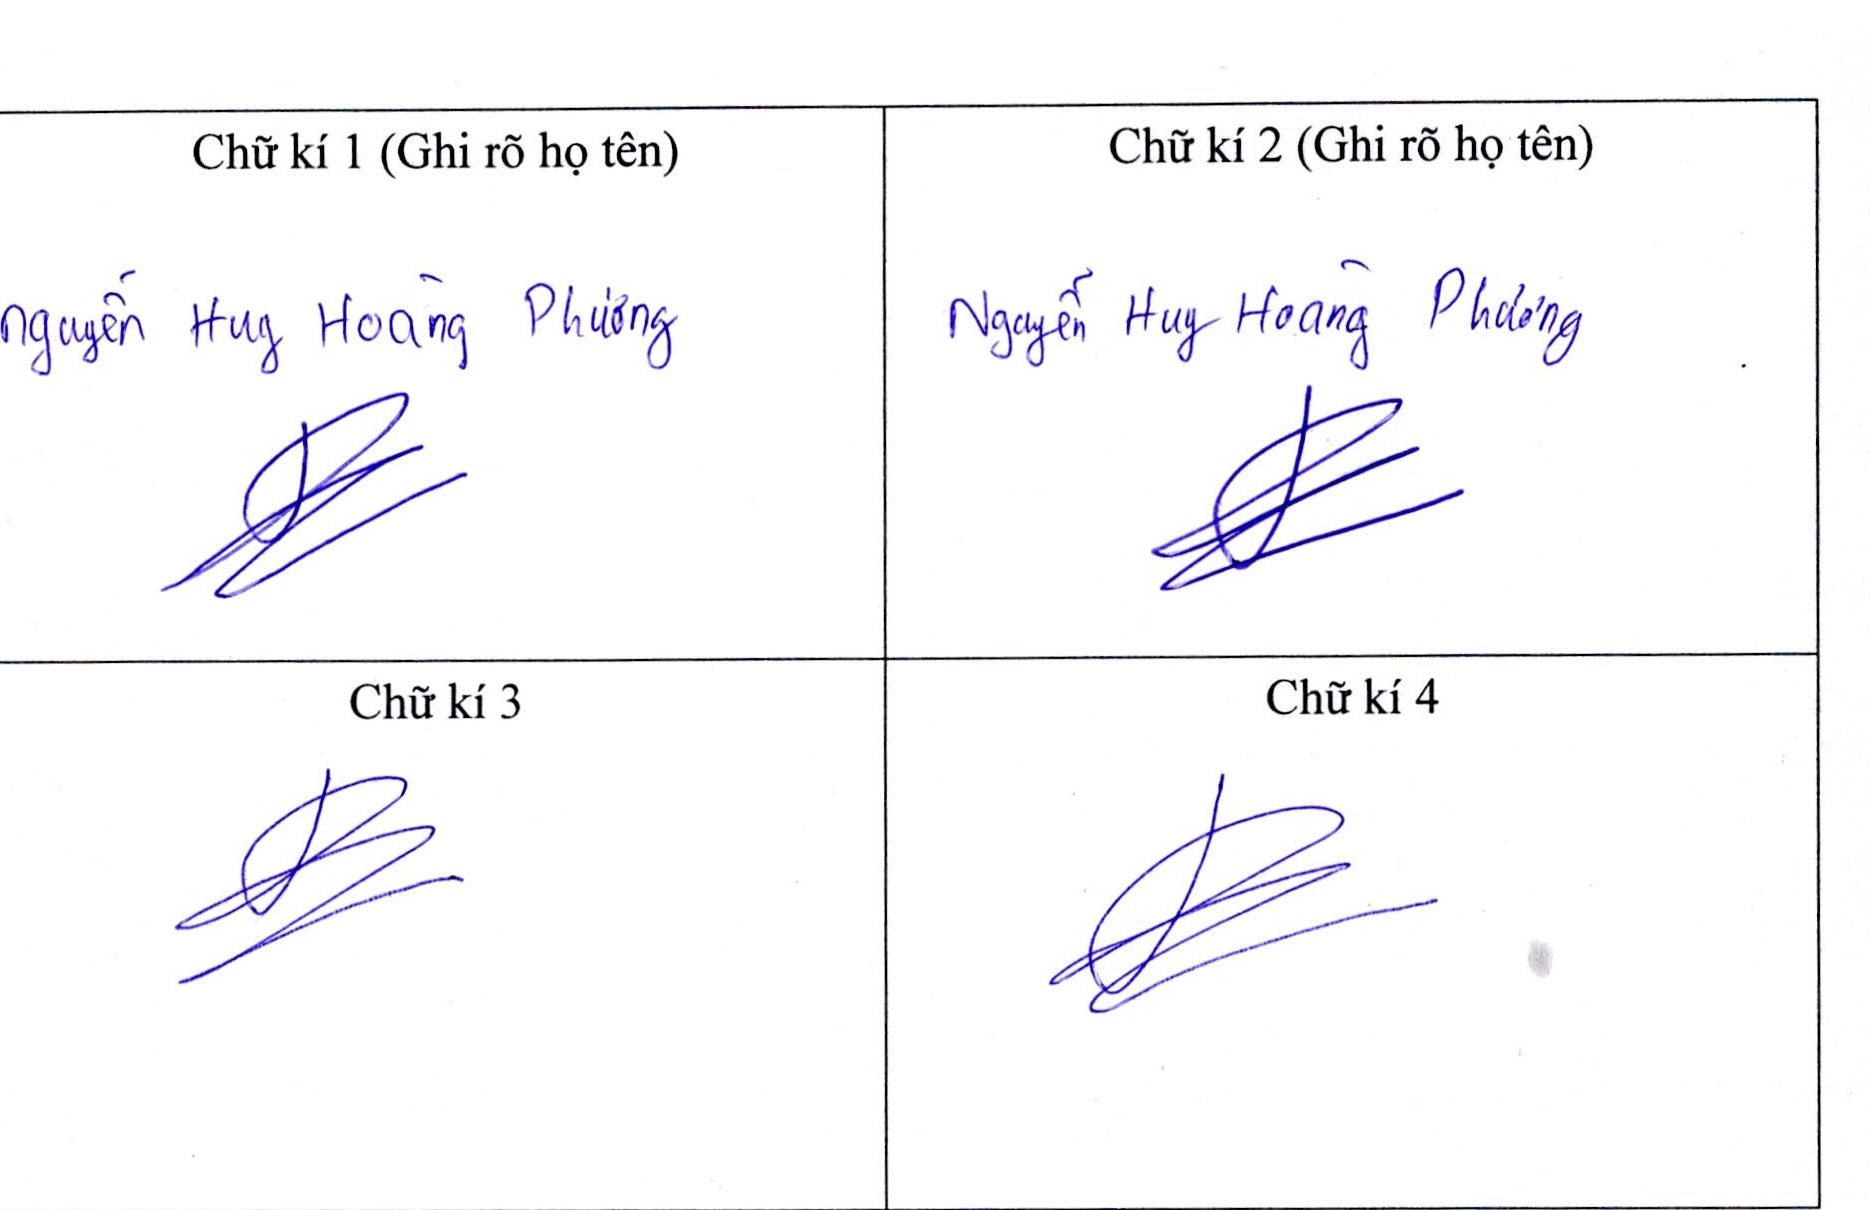 Chữ kí 1 (Ghi rõ họ tên)
Nguyễn Huy Hoàng Phương
Chữ kí 2 (Ghi rõ họ tên)
Nguyễn Huy Hoàng Phương
Chữ kí 3
Chữ kí 4